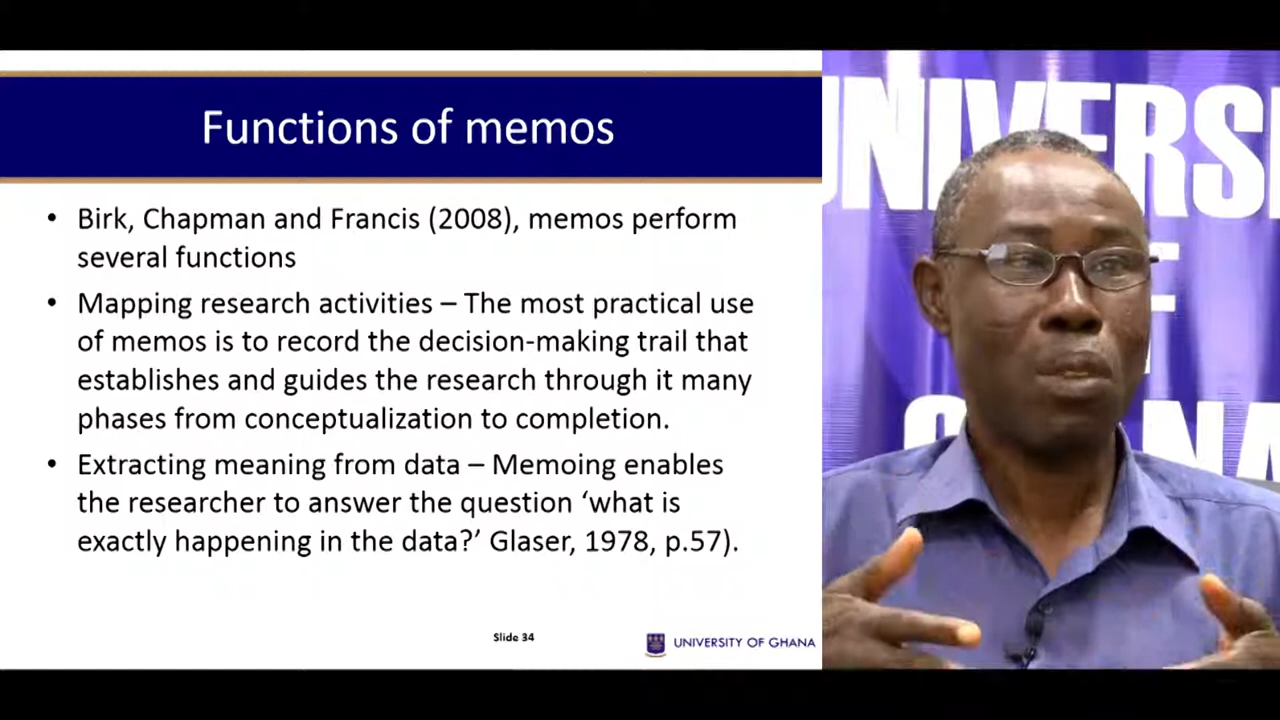 Functions of memos
• Birk, Chapman and Francis (2008), memos perform
several functions
• Mapping research activities – The most practical use
of memos is to record the decision-making trail that
establishes and guides the research through it many
phases from conceptualization to completion.
• Extracting meaning from data – Memoing enables
the researcher to answer the question ‘what is
exactly happening in the data?’ Glaser, 1978, p.57).
Slide 34
UNIVERSITY OF GHANA